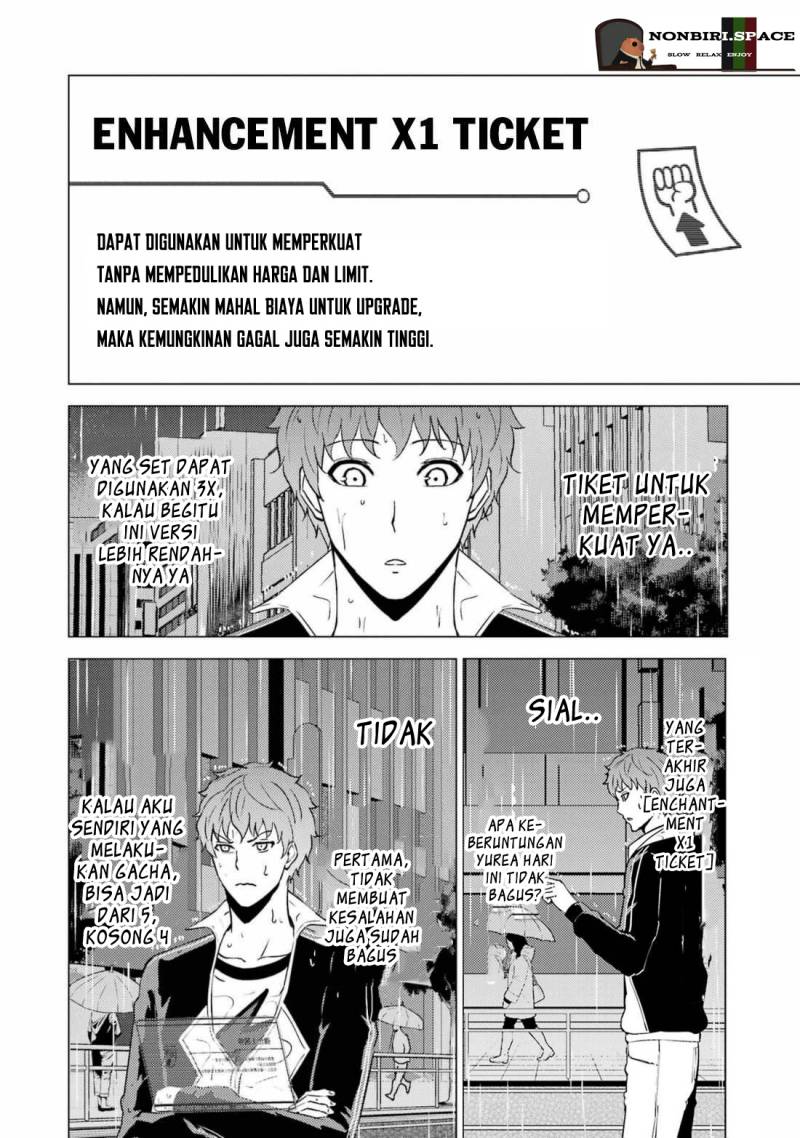 NONBIRI.SPACE
SLOW RELAX ENJOY
ENHANCEMENT X1 TICKET
DAPAT DIGUNAKAN UNTUK MEMPERKUAT
TANPA MEMPEDULIKAN HARGA DAN LIMIT.
NAMUN, SEMAKIN MAHAL BIAYA UNTUK UPGRADE,
MAKA KEMUNGKINAN GAGAL JUGA SEMAKIN TINGGI.
TIKET UNTUK
MEMPER-
KUAT YA..
YANG SET DAPAT
DIGUNAKAN 3X,
KALAU BEGITU
INI VERSI
LEBIH RENDAH-
NYA YA
YANG
TER-
AKHIR
JUGA
[ENCHANT-
MENT
X1
TICKET]
SIAL..
APA KE-
BERUNTUNGAN
YUREA HARI
INI TIDAK
BAGUS?
TIDAK
PERTAMA,
TIDAK
MEMBUAT
KESALAHAN
JUGA SUDAH
BAGUS
KALAU AKU
SENDIRI YANG
MELAKU-
KAN GACHA,
BISA JADI
DARI 5,
KOSONG 4